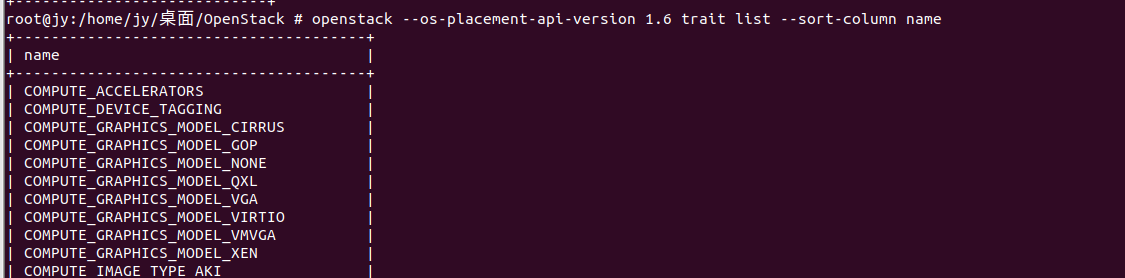 +----------------------------+
root@jy:/home/jy/桌面/OpenStack # openstack --os-placement-api-version 1.6 trait list --sort-column name
+---------------------------------------+
| name                                  |
+---------------------------------------+
| COMPUTE_ACCELERATORS                  |
| COMPUTE_DEVICE_TAGGING                |
| COMPUTE_GRAPHICS_MODEL_CIRRUS         |
| COMPUTE_GRAPHICS_MODEL_GOP            |
| COMPUTE_GRAPHICS_MODEL_NONE           |
| COMPUTE_GRAPHICS_MODEL_QXL            |
| COMPUTE_GRAPHICS_MODEL_VGA            |
| COMPUTE_GRAPHICS_MODEL_VIRTIO         |
| COMPUTE_GRAPHICS_MODEL_VMVGA          |
| COMPUTE_GRAPHICS_MODEL_XEN            |
| COMPUTE_IMAGE_TYPE_AKI                |